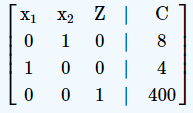 x₁ x₂ Z | C
0 1 0 | 8
1 0 0 | 4
0 0 1 | 400